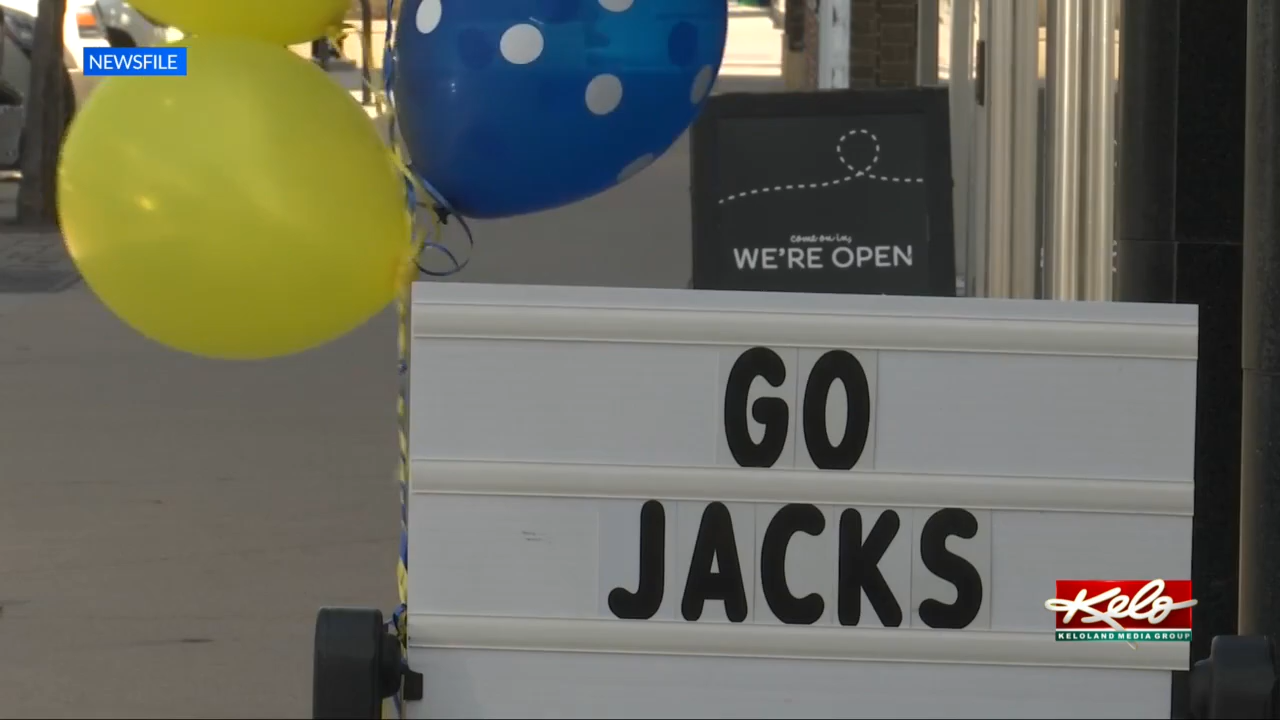 NEWSFILE
come on in,
WE'RE OPEN
GO
JACKS
Kelo
KELOLAND MEDIA GROUP